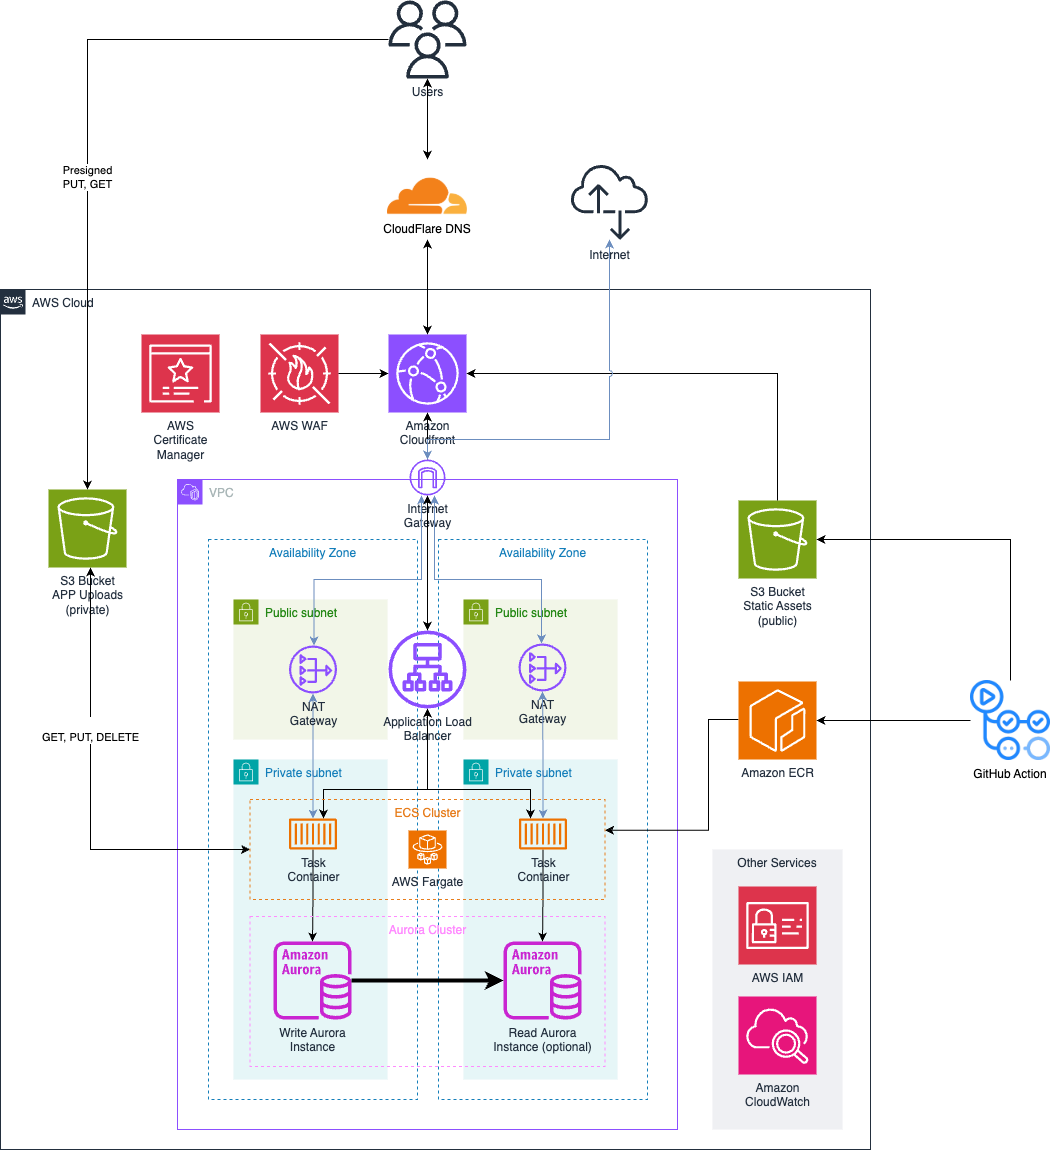 Users
Presigned
PUT, GET
CloudFlare DNS
Internet
aws
AWS Cloud
AWS
Certificate
Manager
AWS WAF
Amazon
Cloudfront
VPC
Internet
Gateway
S3 Bucket
APP Uploads
(private)
S3 Bucket
Static Assets
(public)
Availability Zone
Availability Zone
Public subnet
Public subnet
NAT
Gateway
Application Load
Balancer
NAT
Gateway
GET, PUT, DELETE
Amazon ECR
GitHub Action
Private subnet
Private subnet
ECS Cluster
Task
Container
AWS Fargate
Task
Container
Aurora Cluster
Amazon
Aurora
Amazon
Aurora
Write Aurora
Instance
Read Aurora
Instance (optional)
Other Services
AWS IAM
Amazon
CloudWatch